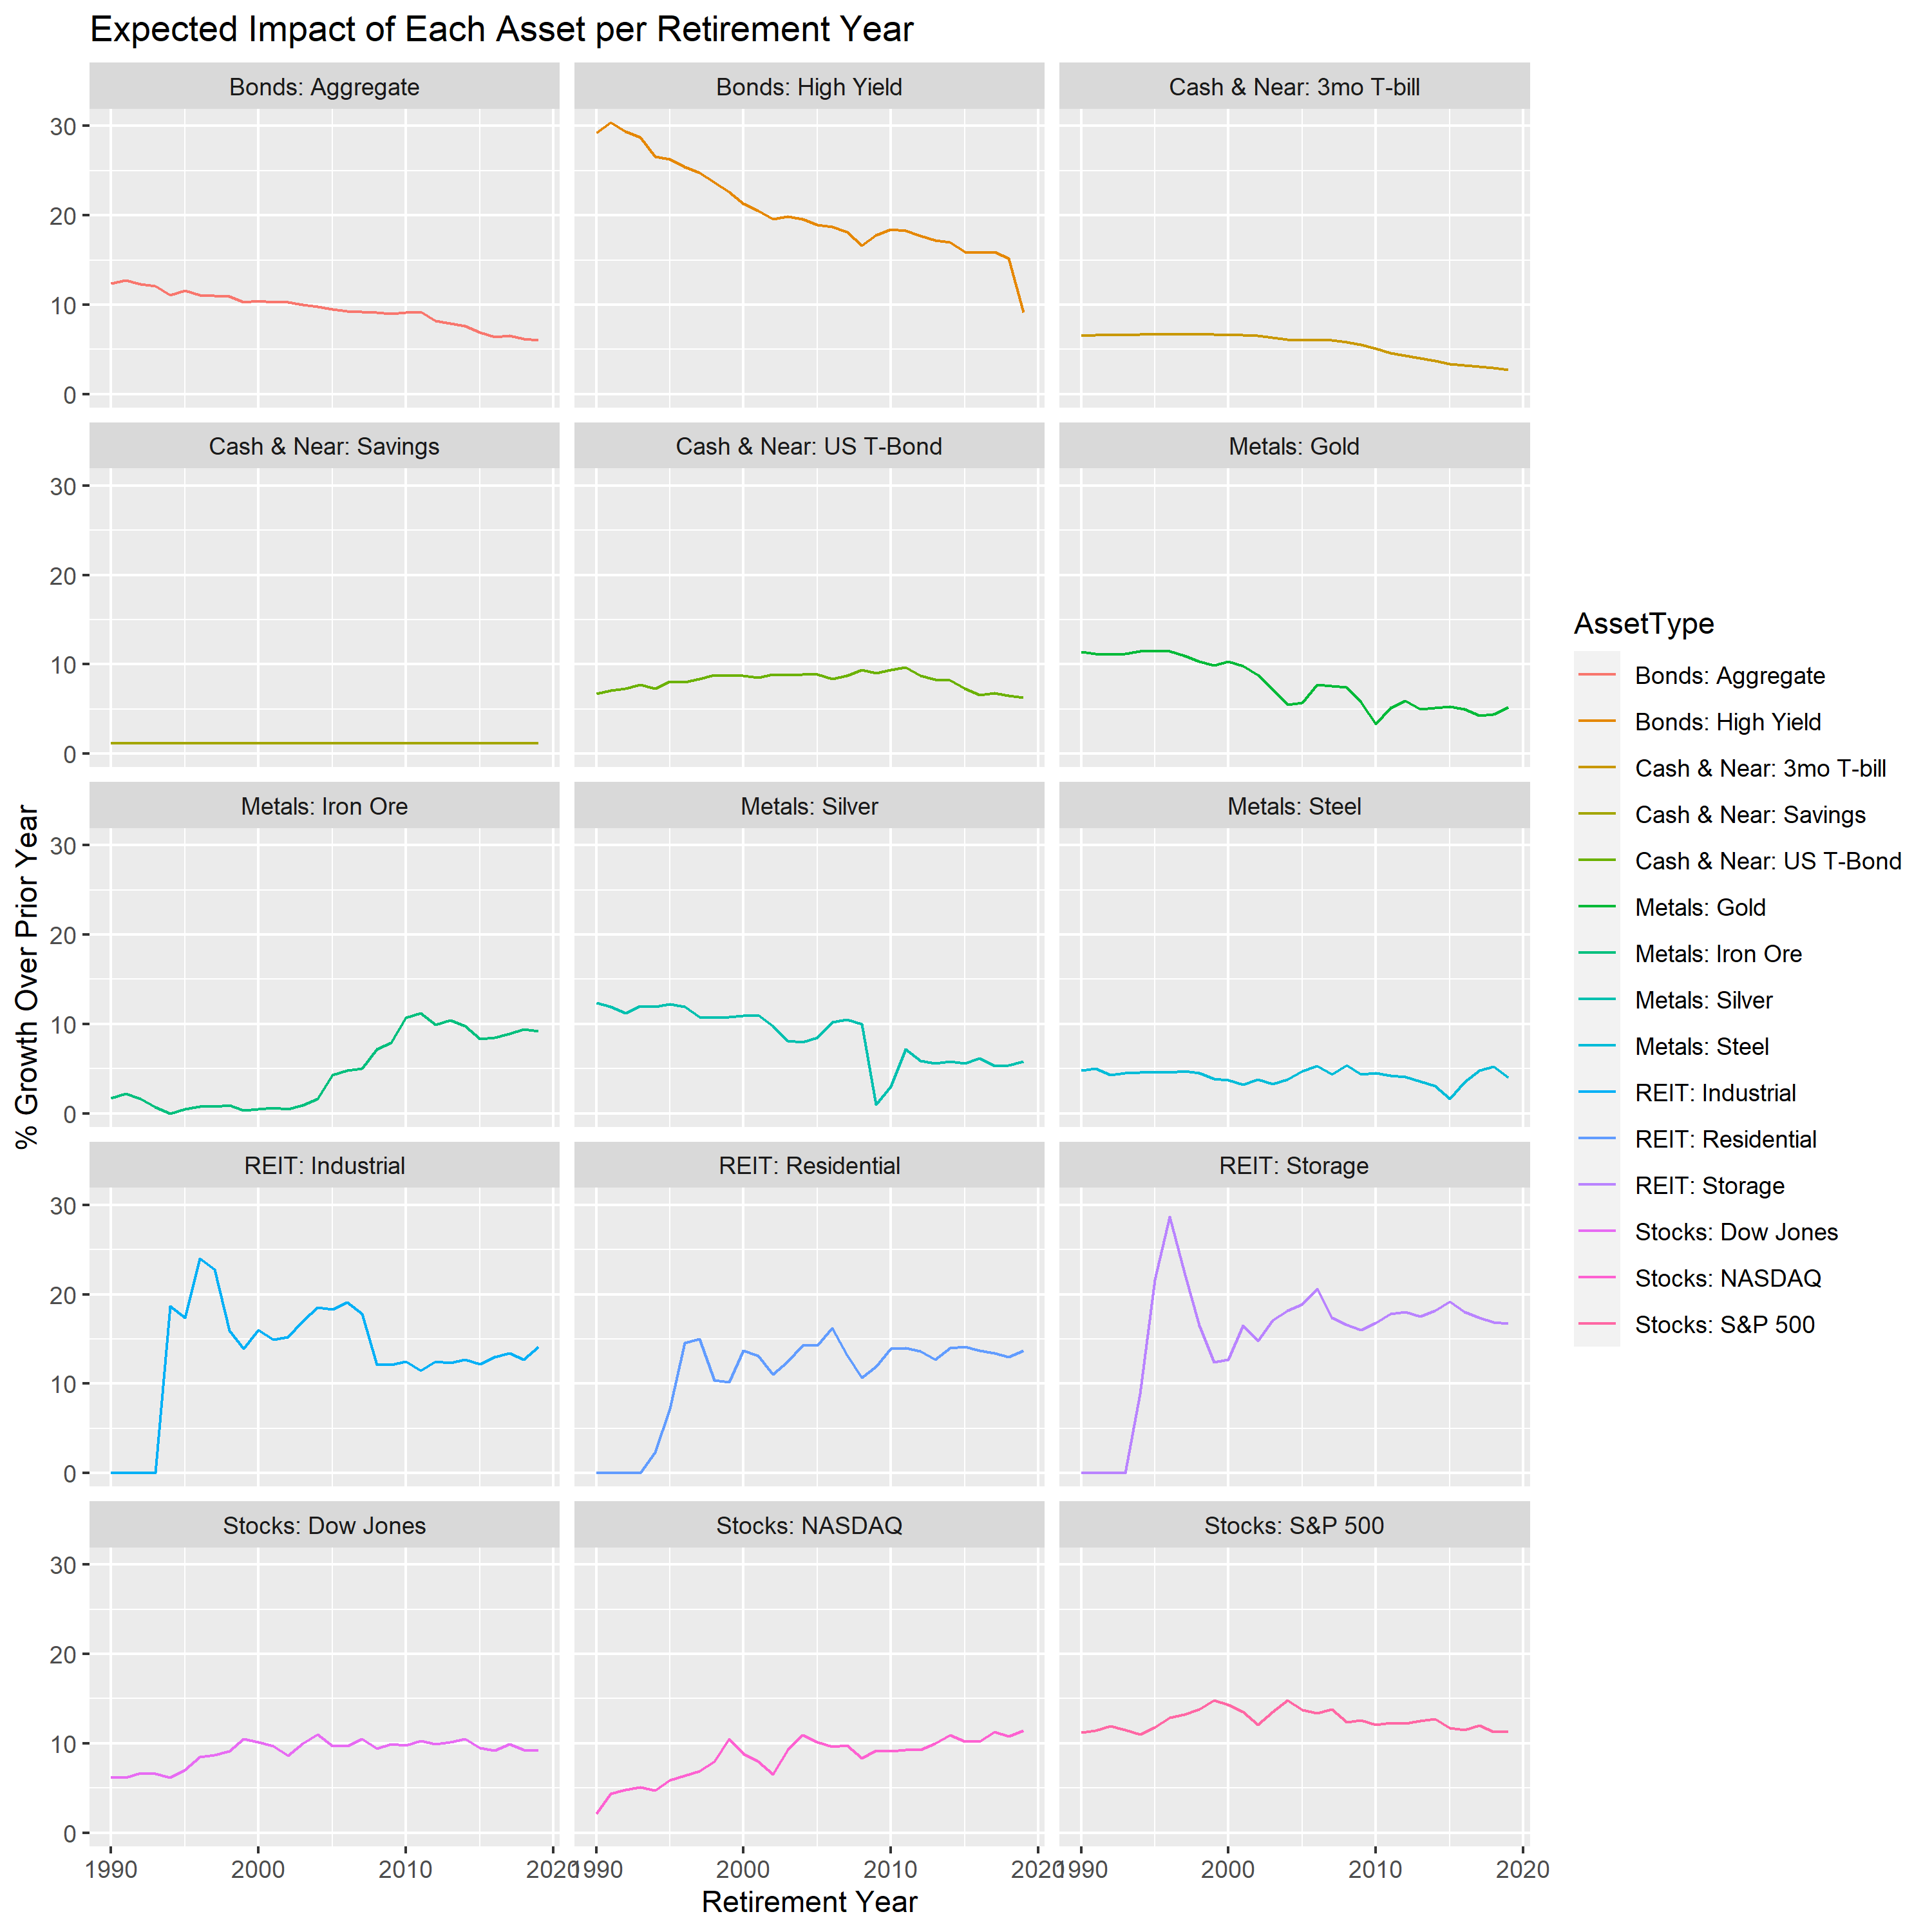 Expected Impact of Each Asset per Retirement Year
Bonds: Aggregate
Bonds: High Yield
Cash & Near: 3mo T-bill
30
20
10
0
Cash & Near: Savings
Cash & Near: US T-Bond
Metals: Gold
30
20
10
0
Metals: Iron Ore
Metals: Silver
Metals: Steel
30
20
10
0
REIT: Industrial
REIT: Residential
REIT: Storage
30
20
10
0
Stocks: Dow Jones
Stocks: NASDAQ
Stocks: S&P 500
30
20
10
0
1990 2000 2010 2020
1990 2000 2010 2020
1990 2000 2010 2020
Retirement Year
% Growth Over Prior Year
AssetType
Bonds: Aggregate
Bonds: High Yield
Cash & Near: 3mo T-bill
Cash & Near: Savings
Cash & Near: US T-Bond
Metals: Gold
Metals: Iron Ore
Metals: Silver
Metals: Steel
REIT: Industrial
REIT: Residential
REIT: Storage
Stocks: Dow Jones
Stocks: NASDAQ
Stocks: S&P 500